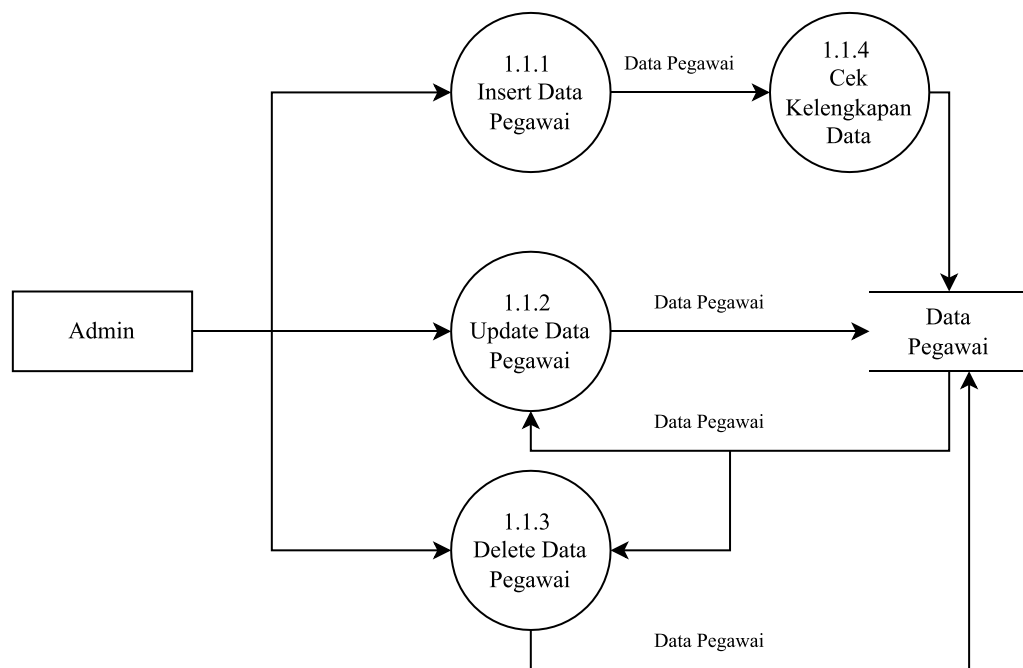 1.1.1
Insert Data
Pegawai
Data Pegawai
1.1.4
Cek
Kelengkapan
Data
Admin
1.1.2
Update Data
Pegawai
Data Pegawai
Data
Pegawai
Data Pegawai
1.1.3
Delete Data
Pegawai
Data Pegawai